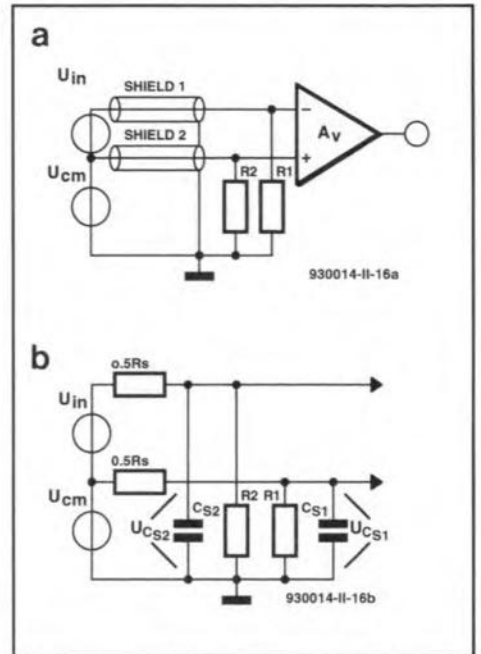 a
Uin
SHIELD 1
SHIELD 2
Ucm
R2
R1
−
Av
+
930014-II-16a
b
o.5Rs
Uin
0.5Rs
Ucm
UCS2
CS2
R2
R1
CS1
UCS1
930014-II-16b